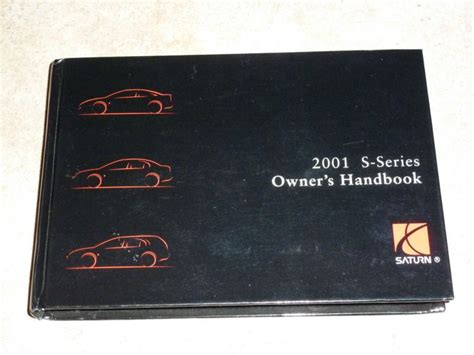 2001 S-Series
Owner's Handbook
SATURN ®